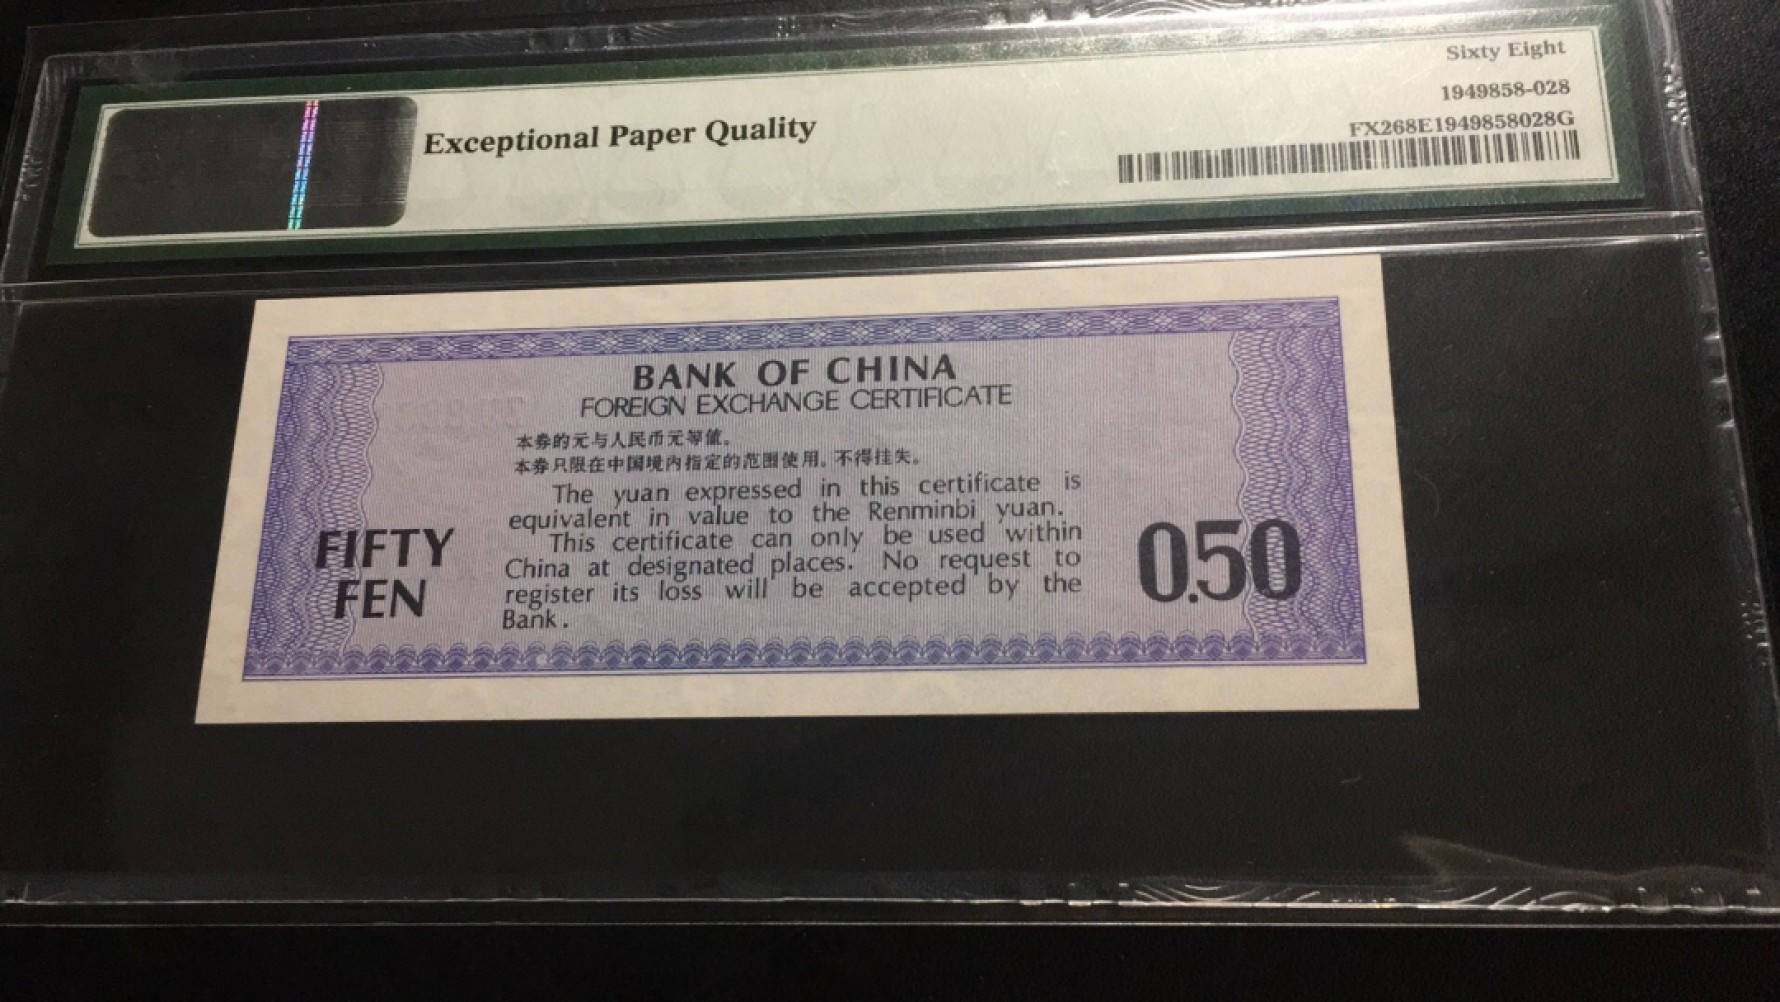 Sixty Eight
1949858-028
Exceptional Paper Quality
FX268E1949858028G
BANK OF CHINA
FOREIGN EXCHANGE CERTIFICATE
本券的元与人民币元等值。
本券只限在中国境内指定的范围使用。不得挂失。
The yuan expressed in this certificate is
equivalent in value to the Renminbi yuan.
This certificate can only be used within
China at designated places. No request to
register its loss will be accepted by the
Bank.
FIFTY
FEN
0.50